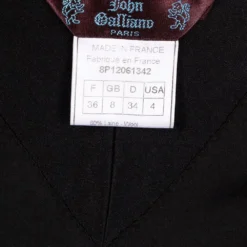 John
Galliano
PARIS
MADE IN FRANCE
Fabriqué en France
8P12061342
F GB D USA
36 8 34 4